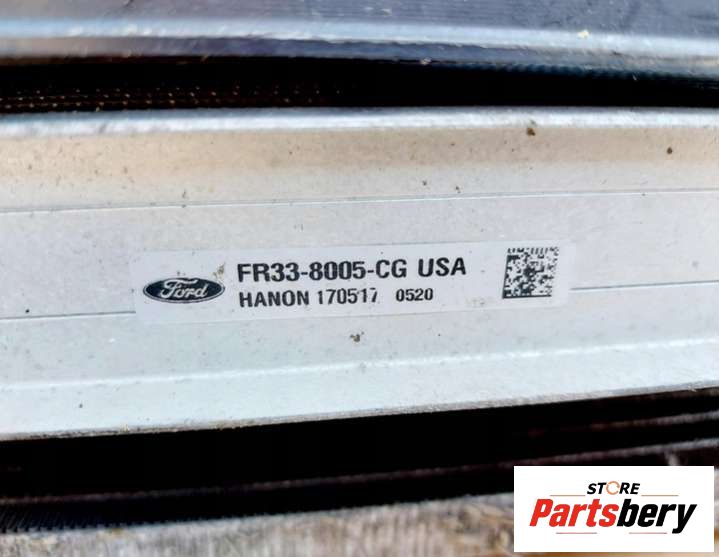 Ford
FR33-8005-CG USA
HANON 170517 0520
STORE
Partsbery